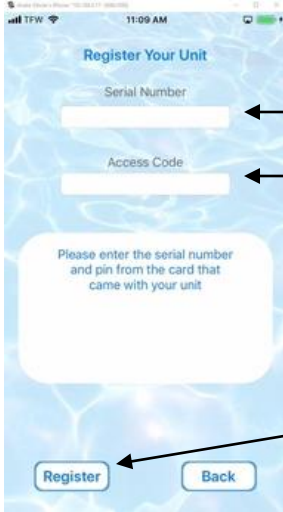 TFW 11:09 AM
Register Your Unit
Serial Number
Access Code
Please enter the serial number
and pin from the card that
came with your unit
Register Back